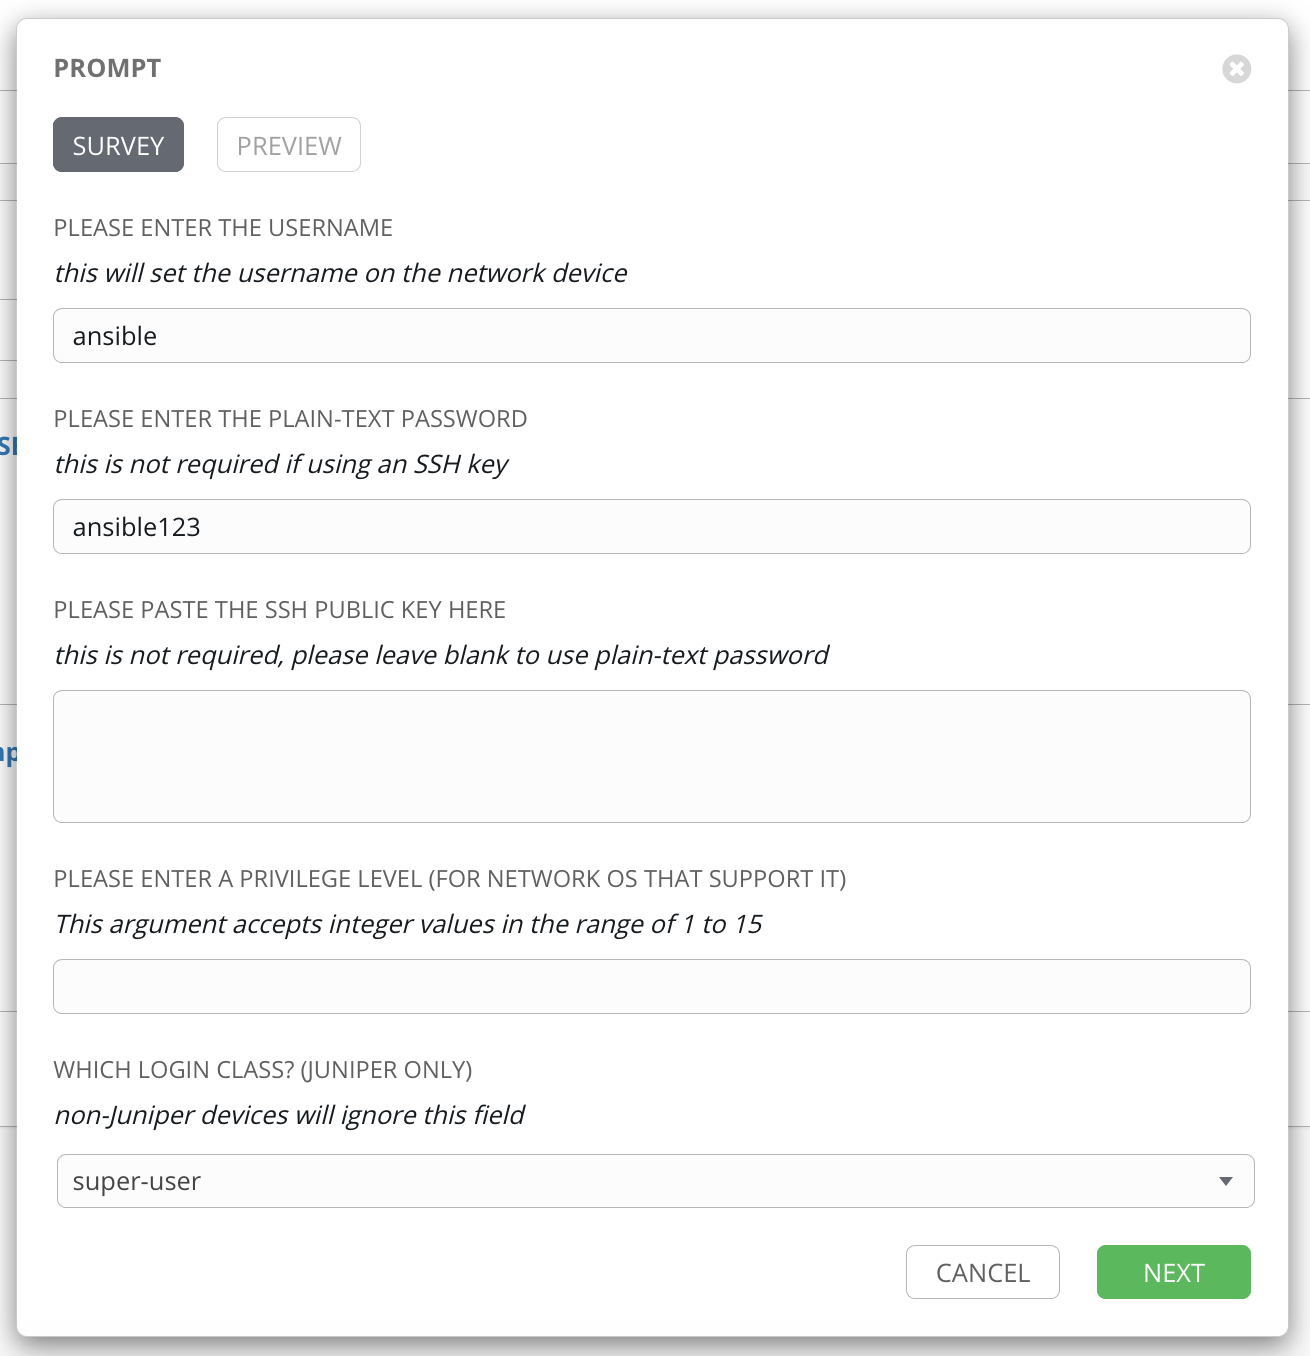 PROMPT
SURVEY
PREVIEW
PLEASE ENTER THE USERNAME
this will set the username on the network device
ansible
PLEASE ENTER THE PLAIN-TEXT PASSWORD
this is not required if using an SSH key
ansible123
PLEASE PASTE THE SSH PUBLIC KEY HERE
this is not required, please leave blank to use plain-text password
PLEASE ENTER A PRIVILEGE LEVEL (FOR NETWORK OS THAT SUPPORT IT)
This argument accepts integer values in the range of 1 to 15
WHICH LOGIN CLASS? (JUNIPER ONLY)
non-Juniper devices will ignore this field
super-user
CANCEL
NEXT